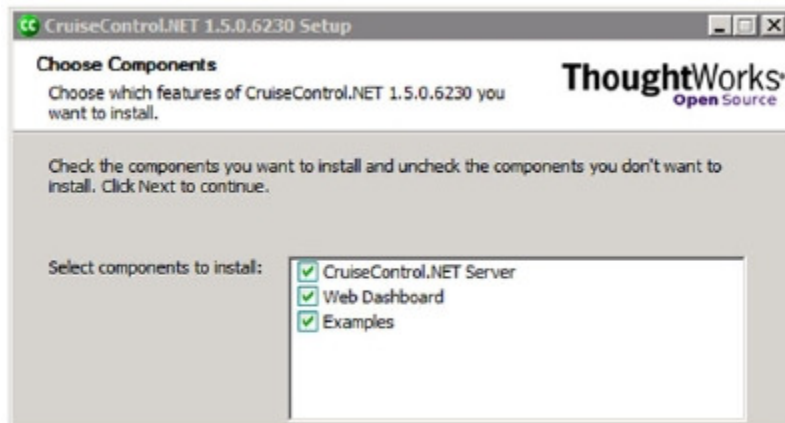 CruiseControl.NET 1.5.0.6230 Setup
Choose Components
Choose which features of CruiseControl.NET 1.5.0.6230 you
want to install.
ThoughtWorks
Open Source
Check the components you want to install and uncheck the components you don't want to
install. Click Next to continue.
Select components to install:
CruiseControl.NET Server
Web Dashboard
Examples